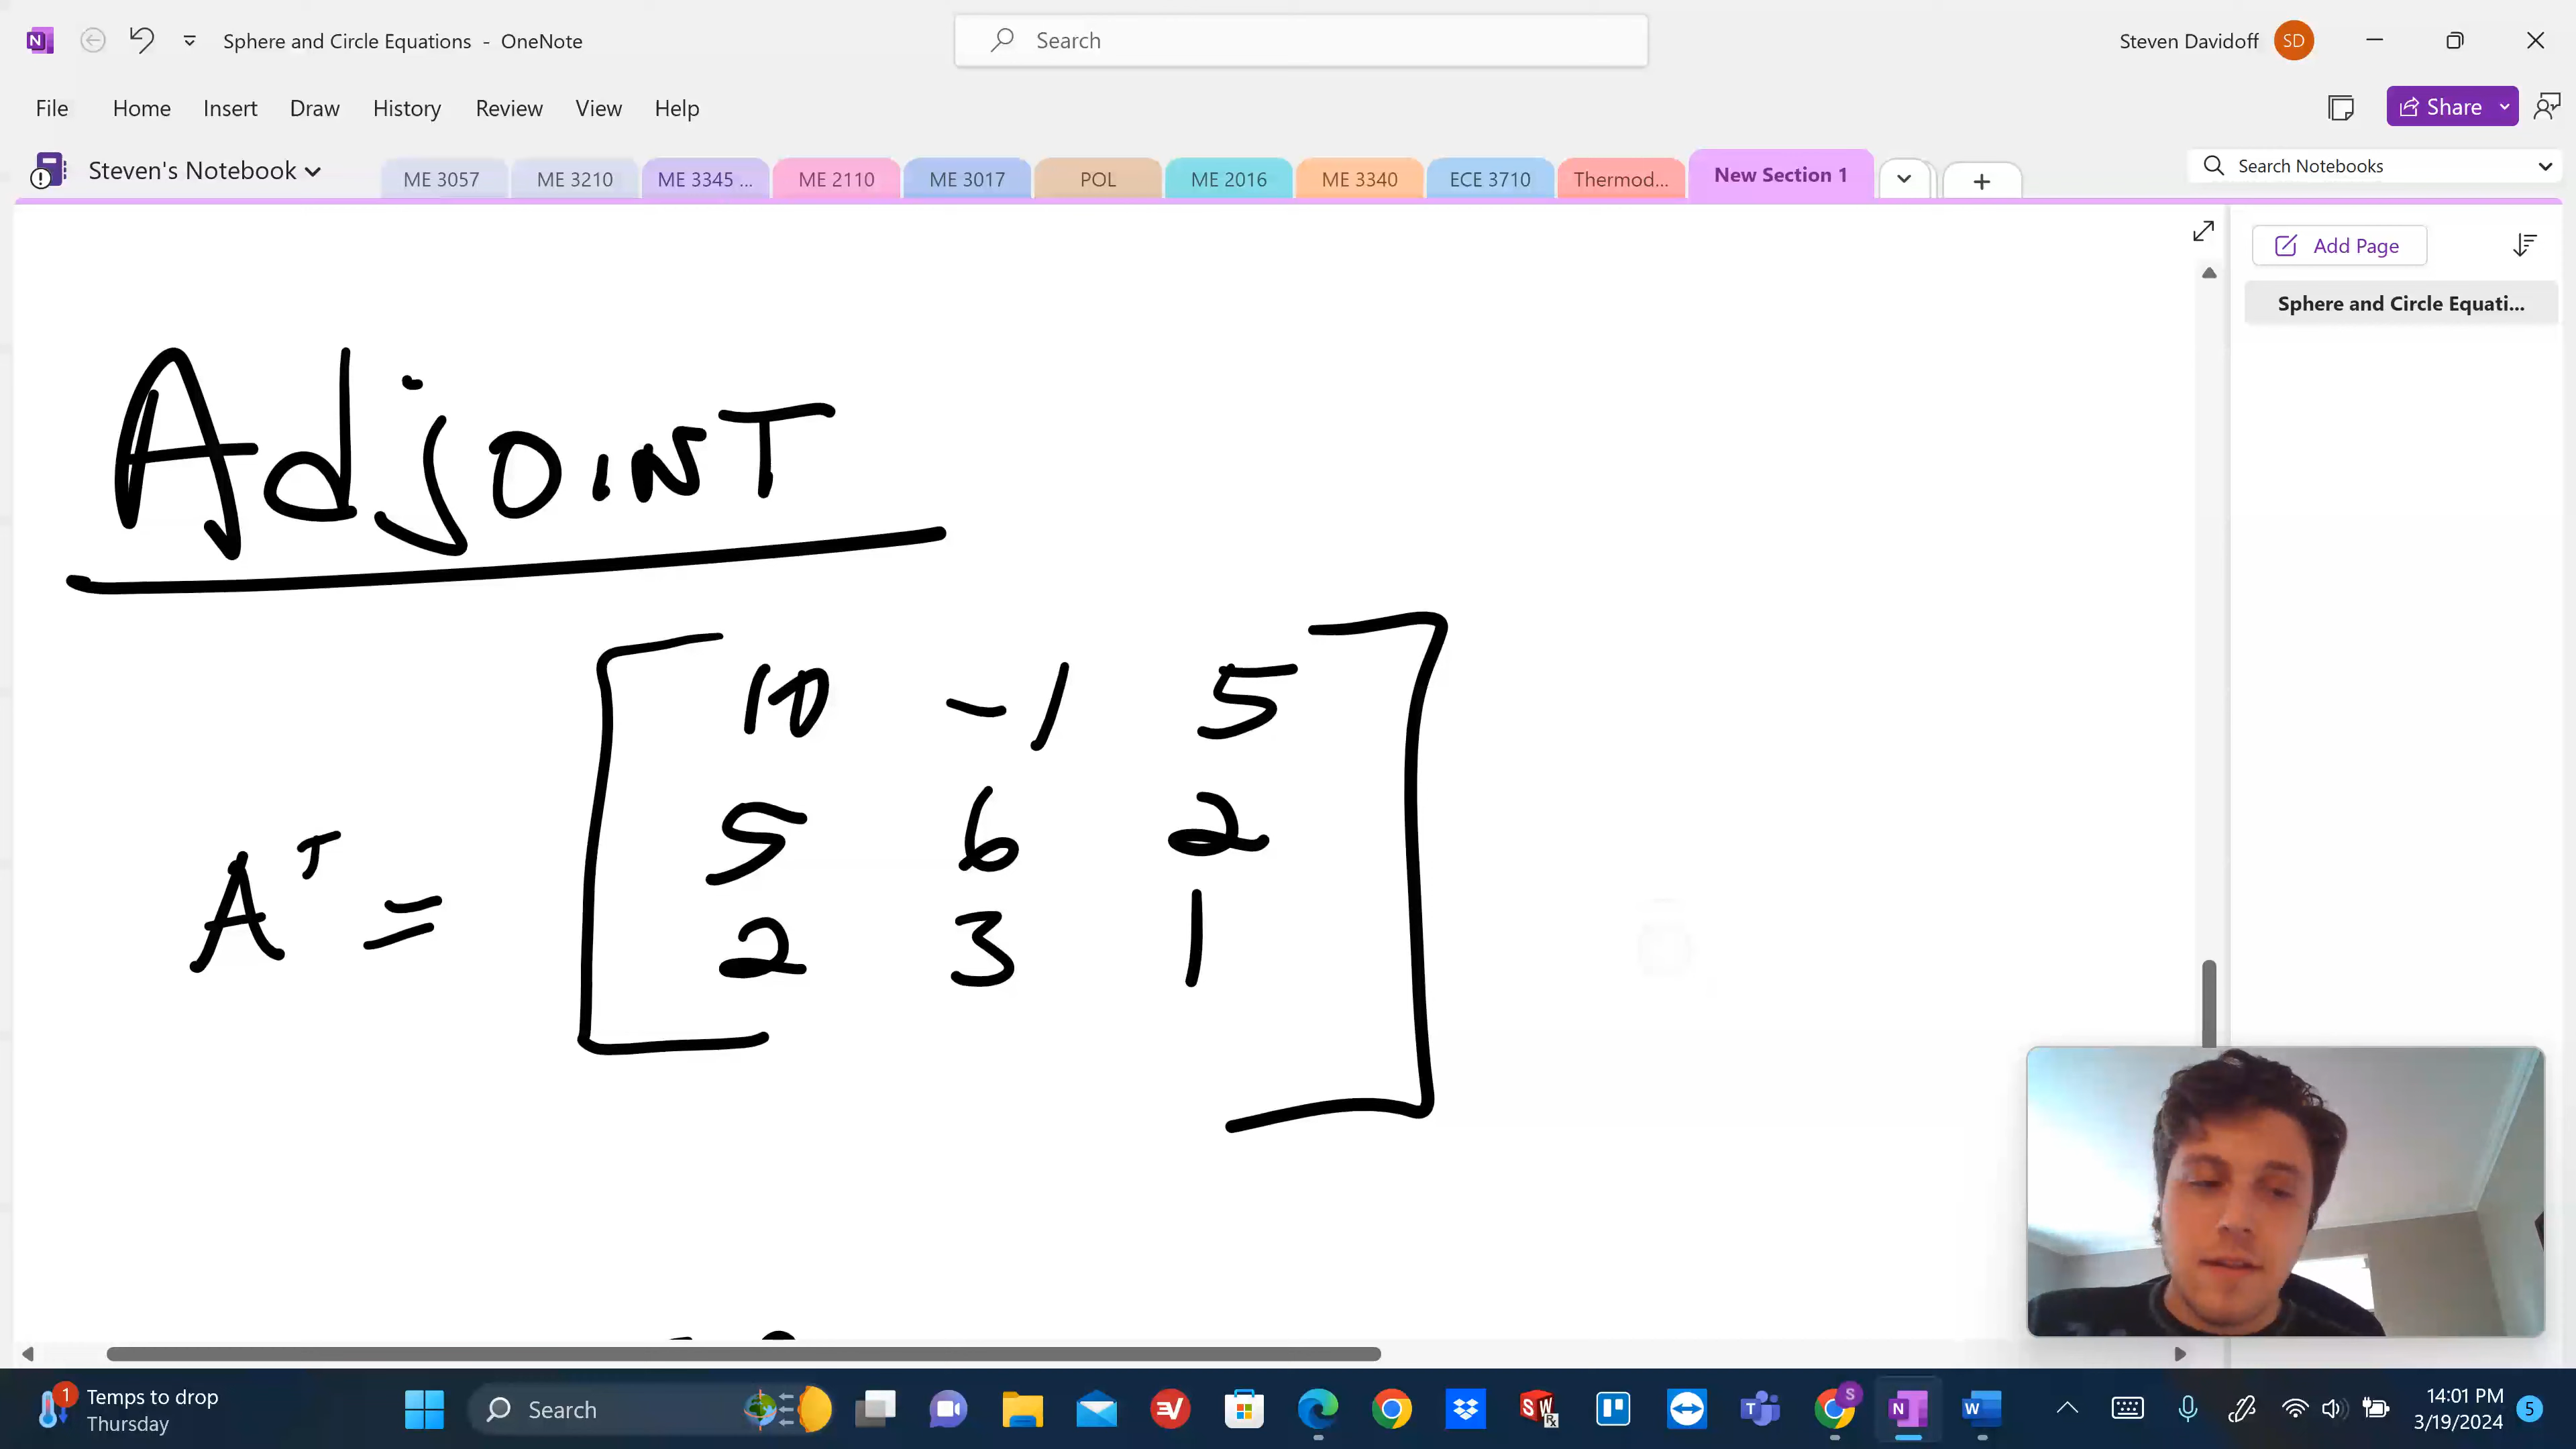 Sphere and Circle Equations - OneNote
Search
Steven Davidoff
SD
File Home Insert Draw History Review View Help
Share
Steven's Notebook
ME 3057
ME 3210
ME 3345 ...
ME 2110
ME 3017
POL
ME 2016
ME 3340
ECE 3710
Thermod...
New Section 1
Search Notebooks
Add Page
Sphere and Circle Equati...
AdjoiNT
10 -1 5
5 6 2
A^T =
2 3 1
1
Temps to drop
Thursday
Search
14:01 PM
3/19/2024
5